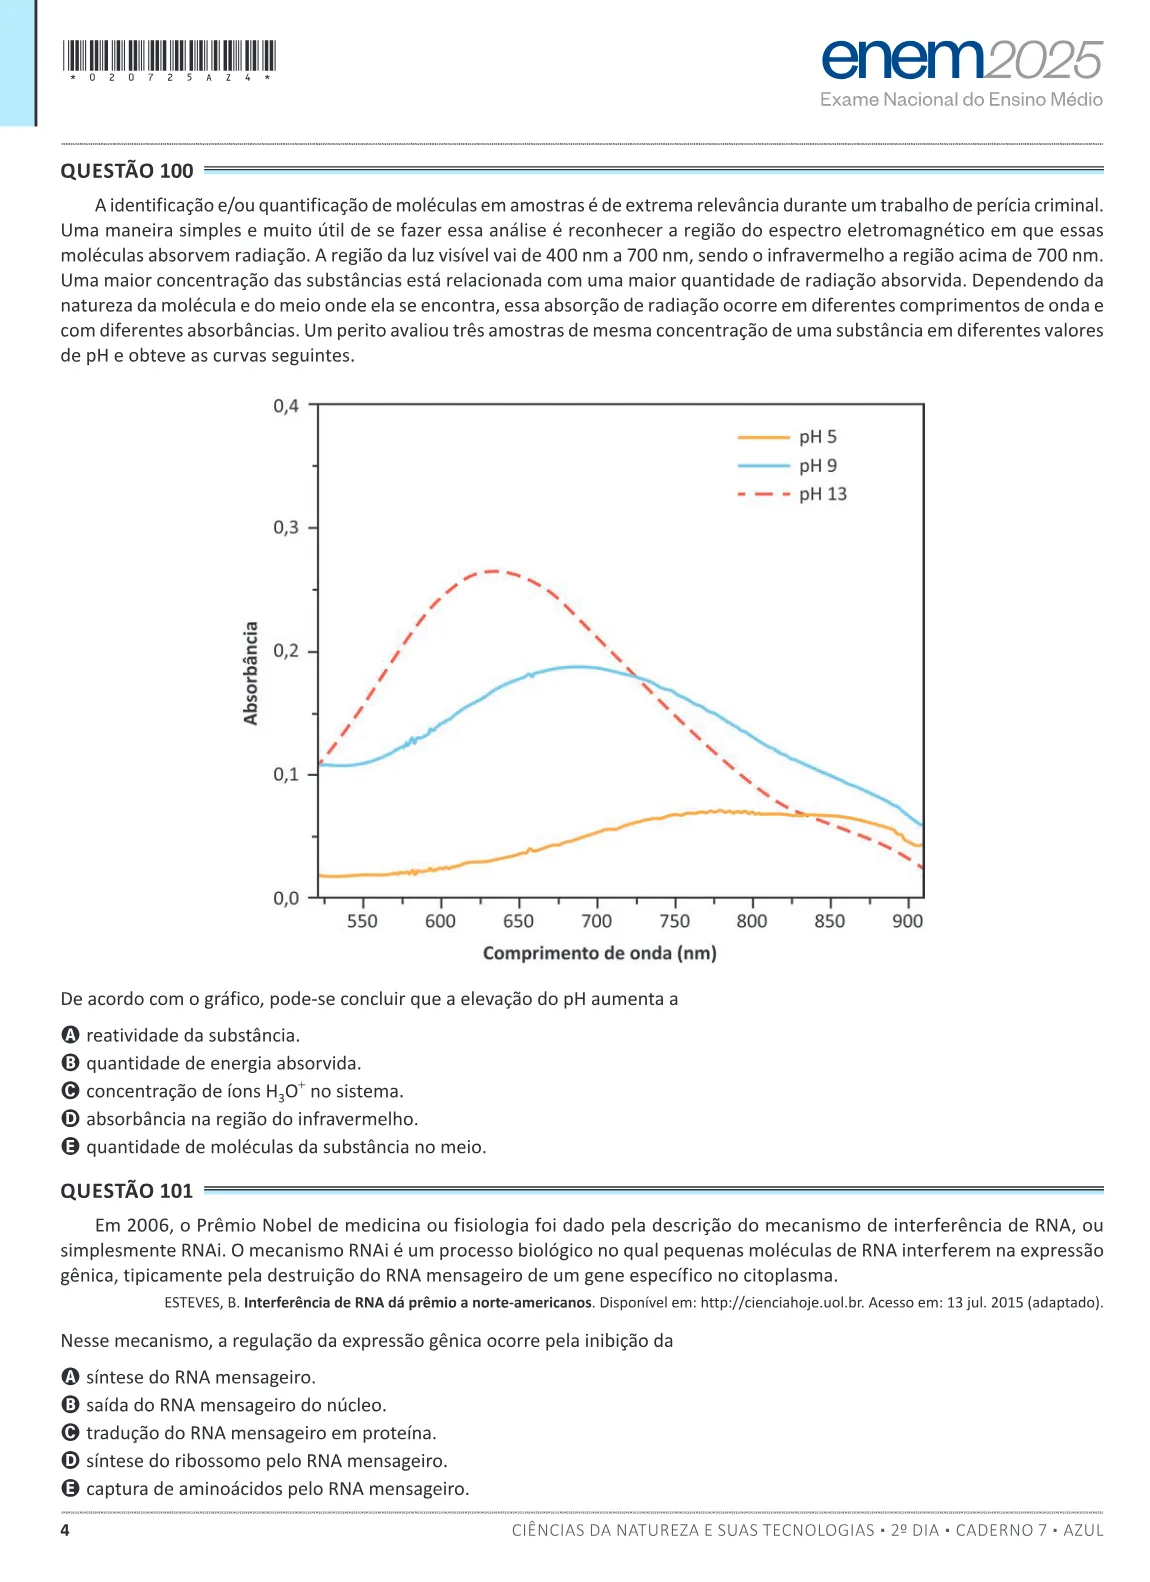 *020725AZ4*
enem2025
Exame Nacional do Ensino Médio
QUESTÃO 100
A identificação e/ou quantificação de moléculas em amostras é de extrema relevância durante um trabalho de perícia criminal.
Uma maneira simples e muito útil de se fazer essa análise é reconhecer a região do espectro eletromagnético em que essas
moléculas absorvem radiação. A região da luz visível vai de 400 nm a 700 nm, sendo o infravermelho a região acima de 700 nm.
Uma maior concentração das substâncias está relacionada com uma maior quantidade de radiação absorvida. Dependendo da
natureza da molécula e do meio onde ela se encontra, essa absorção de radiação ocorre em diferentes comprimentos de onda e
com diferentes absorbâncias. Um perito avaliou três amostras de mesma concentração de uma substância em diferentes valores
de pH e obteve as curvas seguintes.
0,4
pH 5
pH 9
pH 13
0,3
0,2
Absorbância
0,1
0,0
550 600 650 700 750 800 850 900
Comprimento de onda (nm)
De acordo com o gráfico, pode-se concluir que a elevação do pH aumenta a
A reatividade da substância.
B quantidade de energia absorvida.
C concentração de íons H₃O⁺ no sistema.
D absorbância na região do infravermelho.
E quantidade de moléculas da substância no meio.
QUESTÃO 101
Em 2006, o Prêmio Nobel de medicina ou fisiologia foi dado pela descrição do mecanismo de interferência de RNA, ou
simplesmente RNAi. O mecanismo RNAi é um processo biológico no qual pequenas moléculas de RNA interferem na expressão
gênica, tipicamente pela destruição do RNA mensageiro de um gene específico no citoplasma.
ESTEVES, B. Interferência de RNA dá prêmio a norte-americanos. Disponível em: http://cienciahoje.uol.br. Acesso em: 13 jul. 2015 (adaptado).
Nesse mecanismo, a regulação da expressão gênica ocorre pela inibição da
A síntese do RNA mensageiro.
B saída do RNA mensageiro do núcleo.
C tradução do RNA mensageiro em proteína.
D síntese do ribossomo pelo RNA mensageiro.
E captura de aminoácidos pelo RNA mensageiro.
4
CIÊNCIAS DA NATUREZA E SUAS TECNOLOGIAS • 2º DIA • CADERNO 7 • AZUL